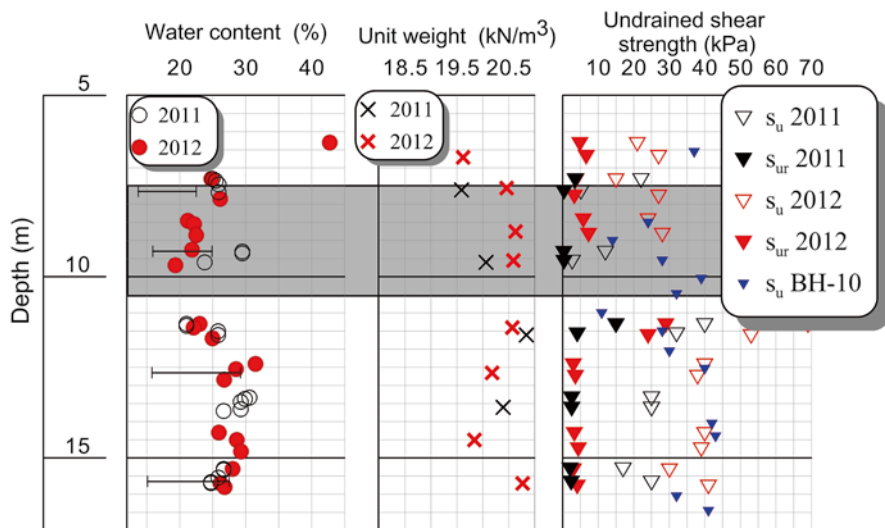 Water content (%)
20 30 40
Unit weight (kN/m³)
18.5 19.5 20.5
Undrained shear
strength (kPa)
10 20 30 40 50 60 70
Depth (m)
5
10
15
2011
2012
2011
2012
su 2011
sur 2011
su 2012
sur 2012
su BH-10